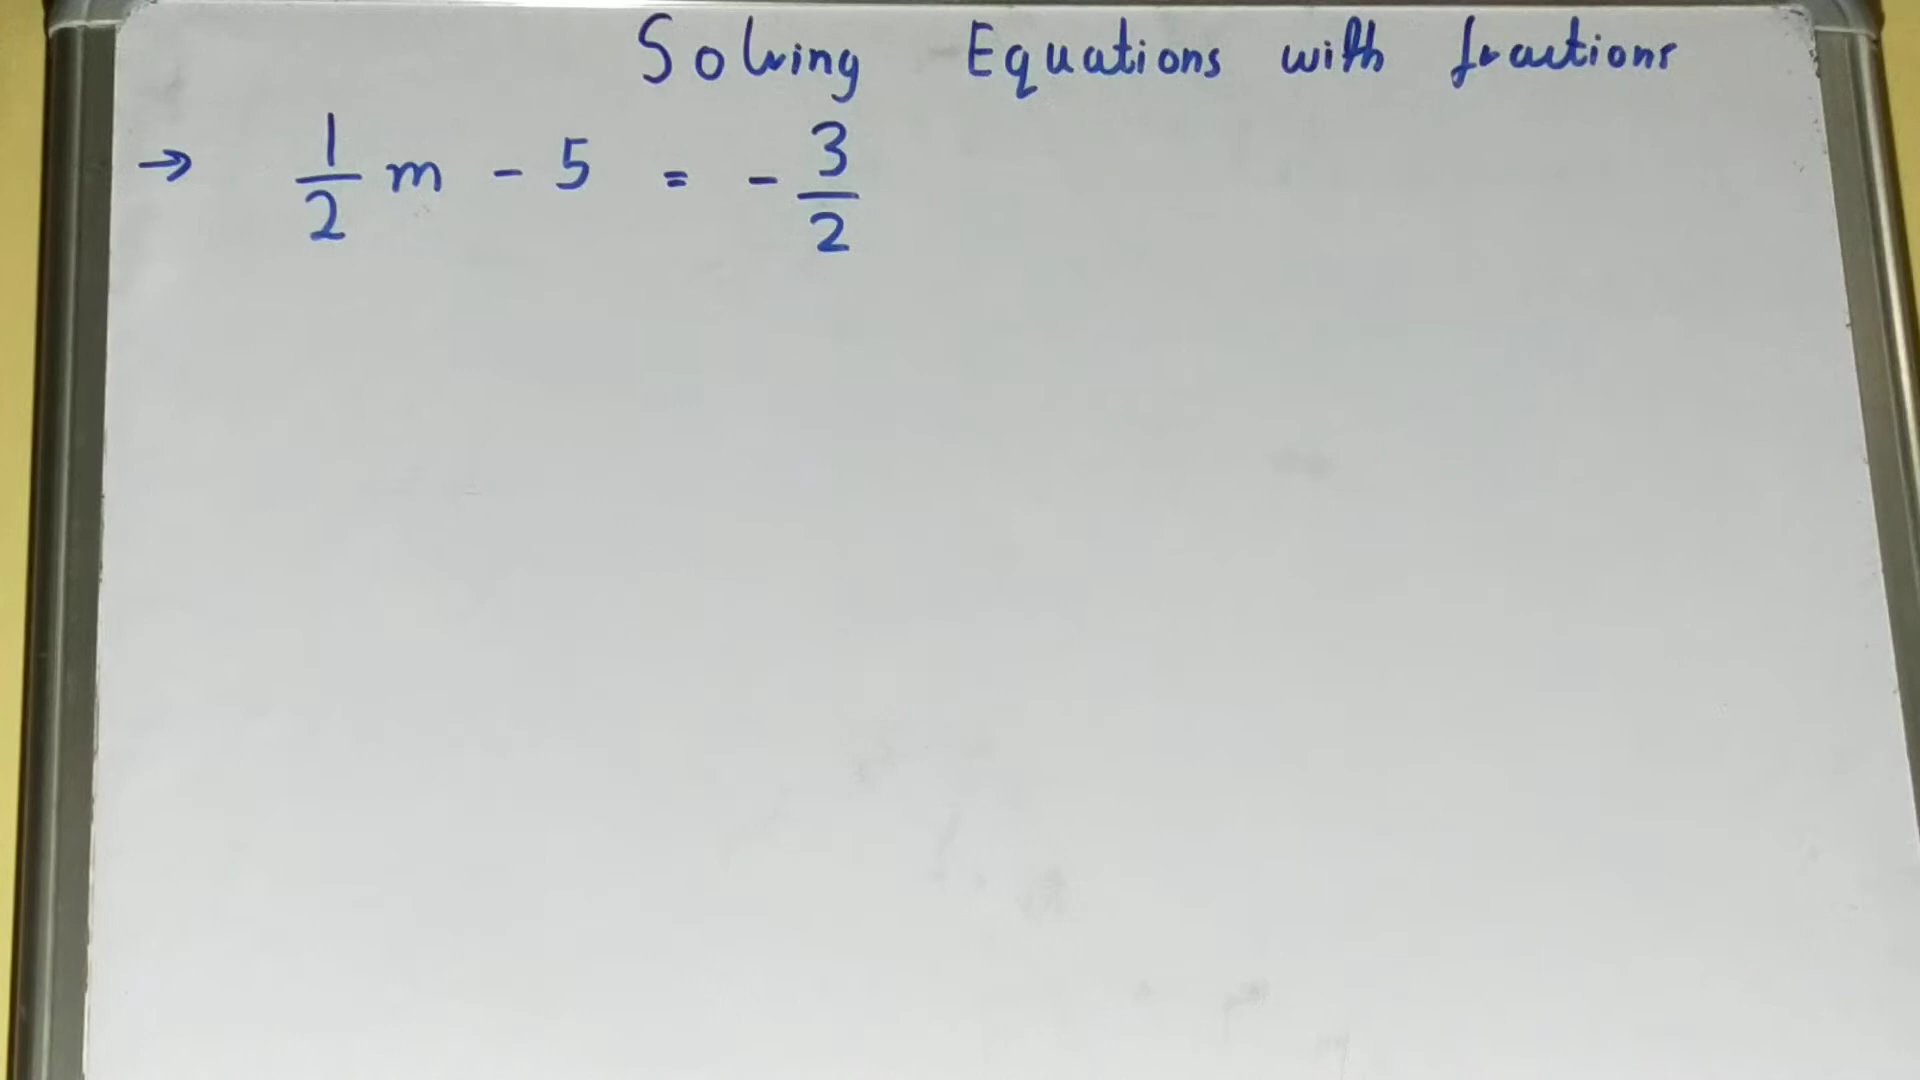 Solving Equations with fractions
→ 1/2 m - 5 = - 3/2